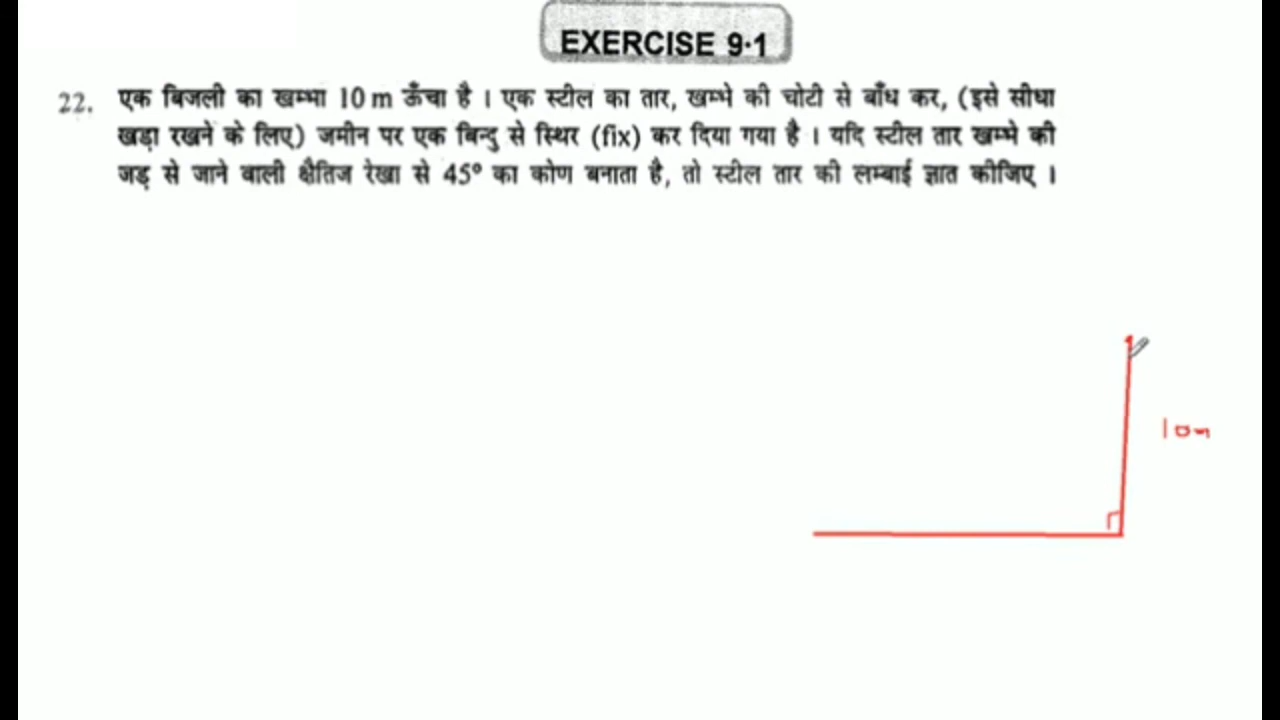 EXERCISE 9·1
22. एक बिजली का खम्भा 10 m ऊँचा है । एक स्टील का तार, खम्भे की चोटी से बाँध कर, (इसे सीधा
खड़ा रखने के लिए) जमीन पर एक बिन्दु से स्थिर (fix) कर दिया गया है । यदि स्टील तार खम्भे की
जड़ से जाने वाली क्षैतिज रेखा से 45° का कोण बनाता है, तो स्टील तार की लम्बाई ज्ञात कीजिए ।
10m